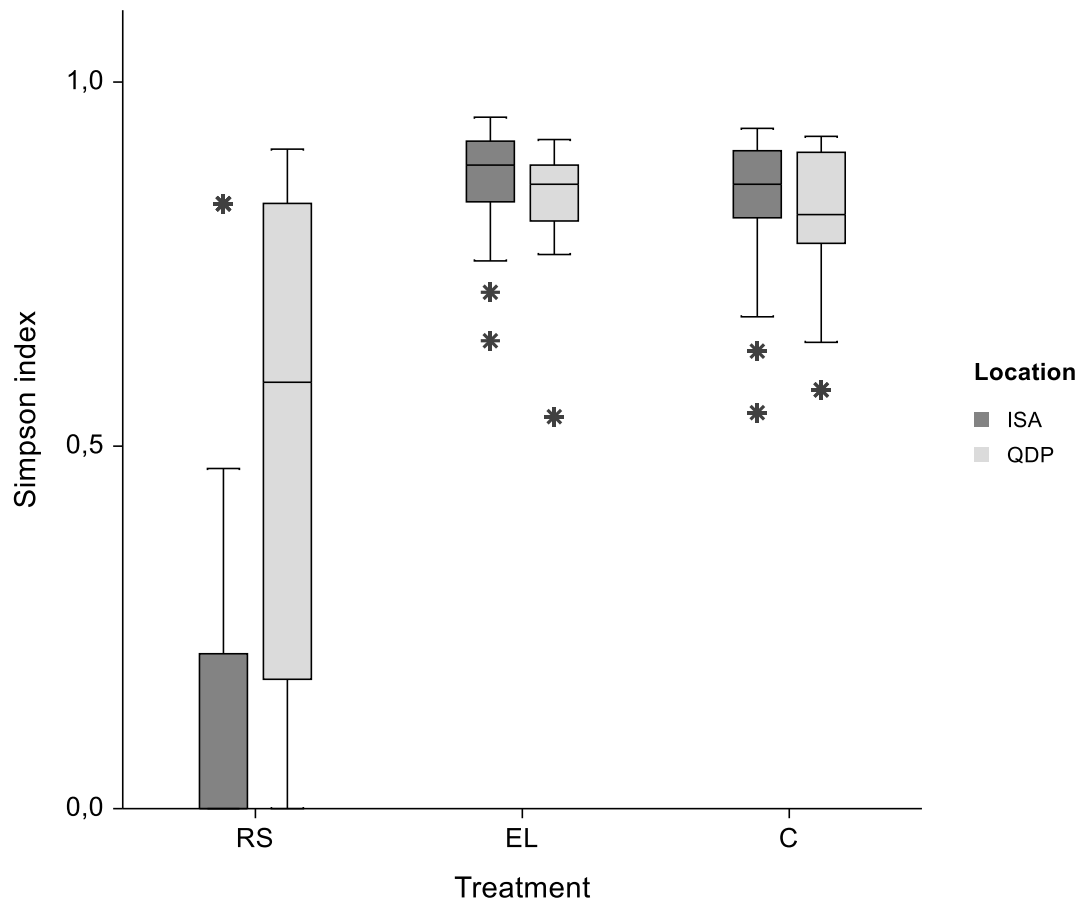 1,0
0,5
0,0
Simpson index
RS
EL
C
Treatment
Location
ISA
QDP